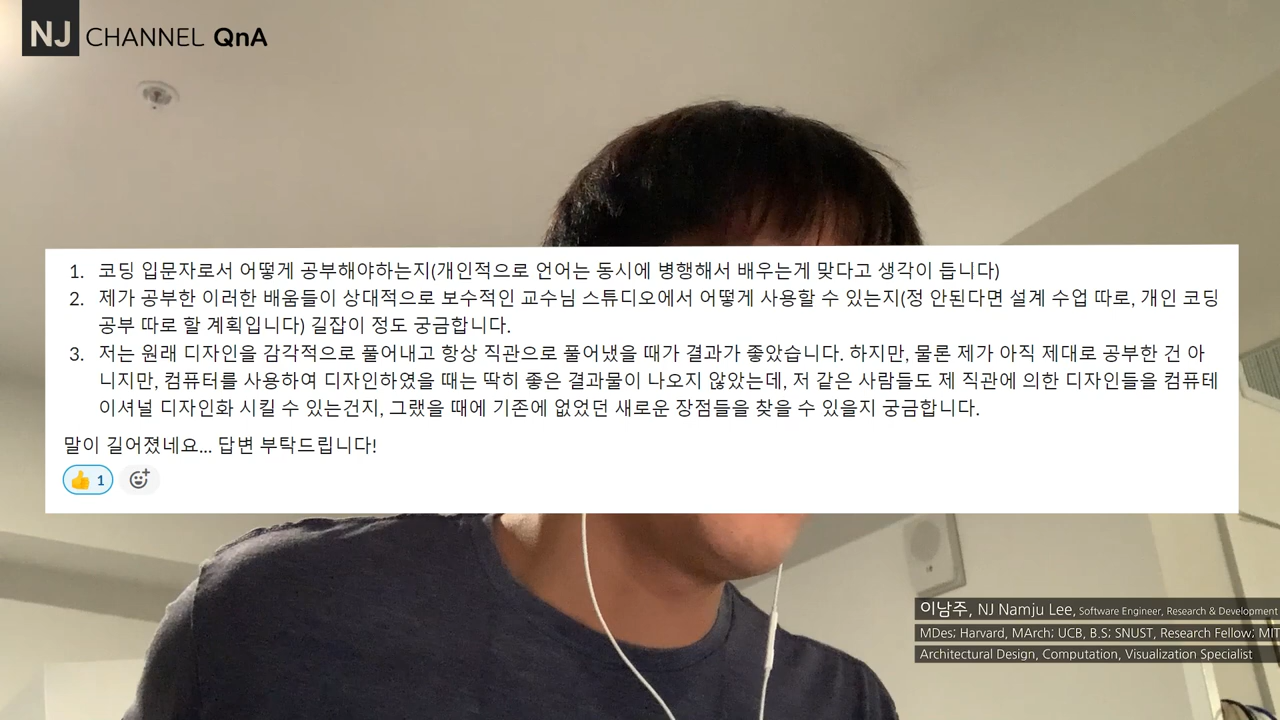 NJ CHANNEL QnA
1. 코딩 입문자로서 어떻게 공부해야하는지(개인적으로 언어는 동시에 병행해서 배우는게 맞다고 생각이 듭니다)
2. 제가 공부한 이러한 배움들이 상대적으로 보수적인 교수님 스튜디오에서 어떻게 사용할 수 있는지(정 안된다면 설계 수업 따로, 개인 코딩
공부 따로 할 계획입니다) 길잡이 정도 궁금합니다.
3. 저는 원래 디자인을 감각적으로 풀어내고 항상 직관으로 풀어냈을 때가 결과가 좋았습니다. 하지만, 물론 제가 아직 제대로 공부한 건 아
니지만, 컴퓨터를 사용하여 디자인하였을 때는 딱히 좋은 결과물이 나오지 않았는데, 저 같은 사람들도 제 직관에 의한 디자인들을 컴퓨테
이셔널 디자인화 시킬 수 있는건지, 그랬을 때에 기존에 없었던 새로운 장점들을 찾을 수 있을지 궁금합니다.
말이 길어졌네요... 답변 부탁드립니다!
👍 1
이남주, NJ Namju Lee, Software Engineer, Research & Development
MDes; Harvard, MArch; UCB, B.S; SNUST, Research Fellow; MIT
Architectural Design, Computation, Visualization Specialist